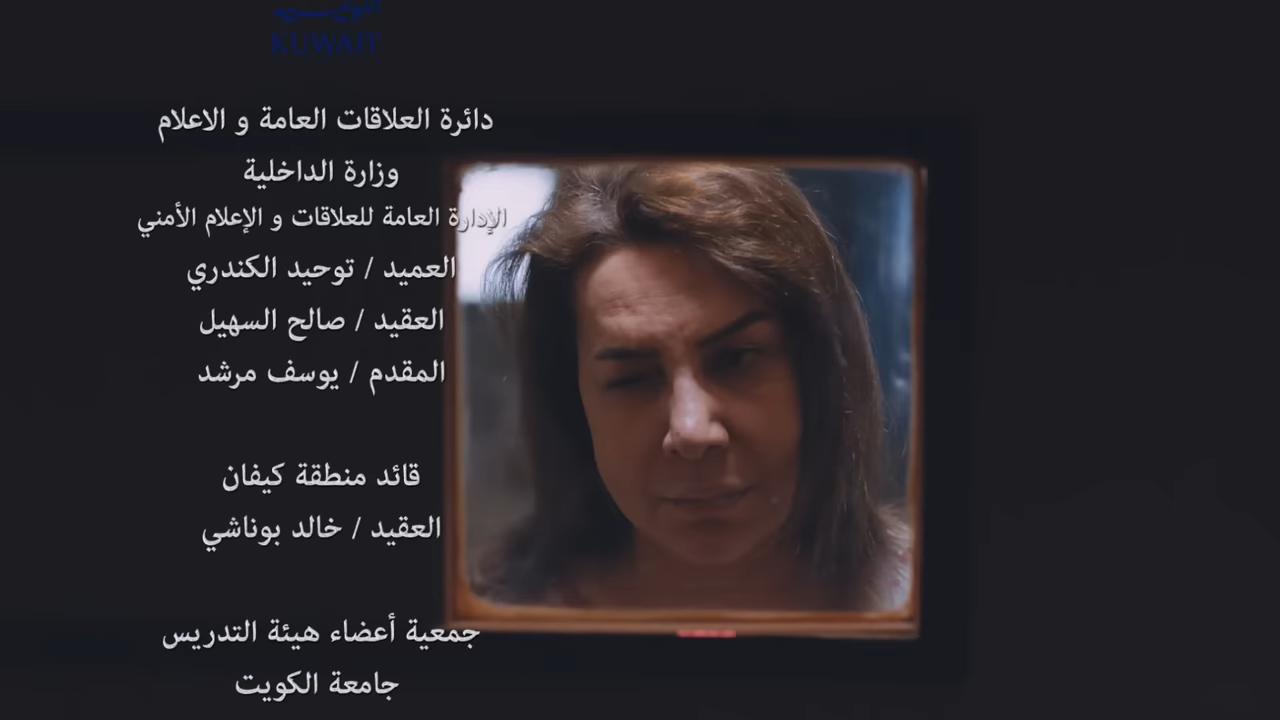 KUWAIT
دائرة العلاقات العامة و الاعلام
وزارة الداخلية
الإدارة العامة للعلاقات و الإعلام الأمني
العميد / توحيد الكندري
العقيد / صالح السهيل
المقدم / يوسف مرشد
قائد منطقة كيفان
العقيد / خالد بوناشي
جمعية أعضاء هيئة التدريس
جامعة الكويت